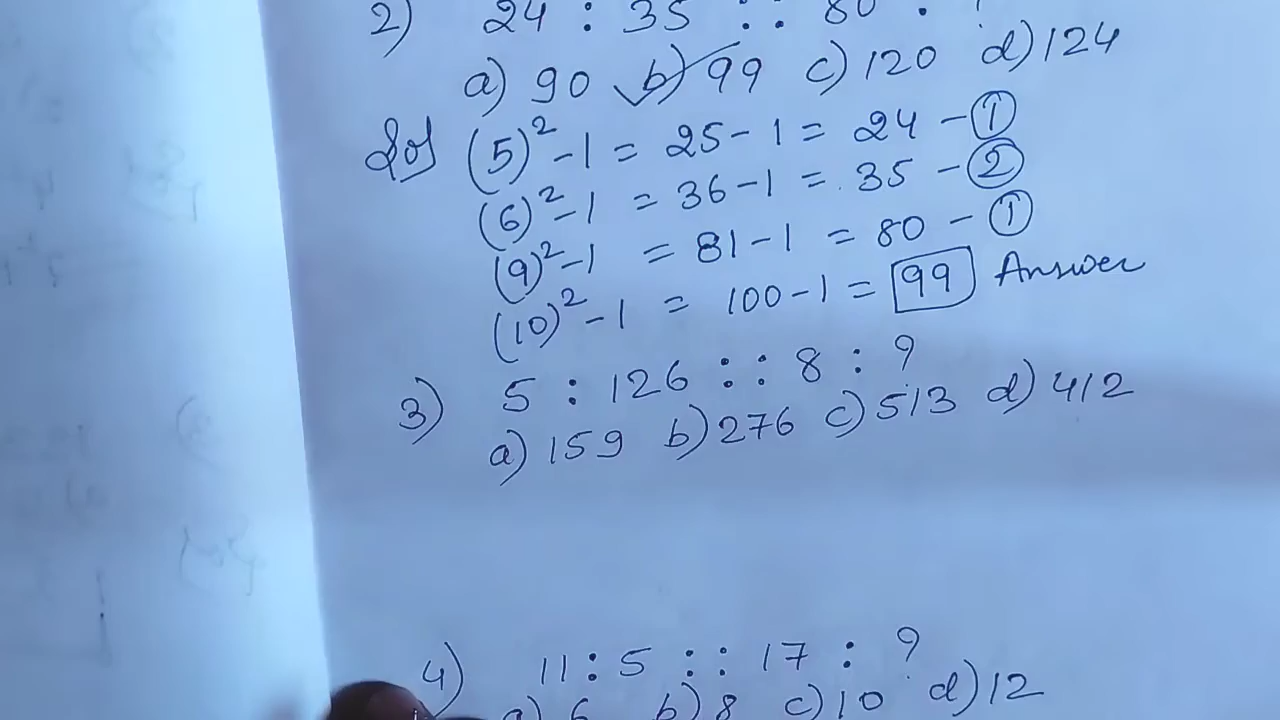 2) 24 : 35 :: 80 : ?
a) 90 b) 99 c) 120 d) 124
Sol (5)² - 1 = 25 - 1 = 24 - ①
(6)² - 1 = 36 - 1 = 35 - ②
(9)² - 1 = 81 - 1 = 80 - ①
(10)² - 1 = 100 - 1 = 99 Answer
3) 5 : 126 :: 8 : ?
a) 159 b) 276 c) 513 d) 412
4) 11 : 5 :: 17 : ?
a) 6 b) 8 c) 10 d) 12